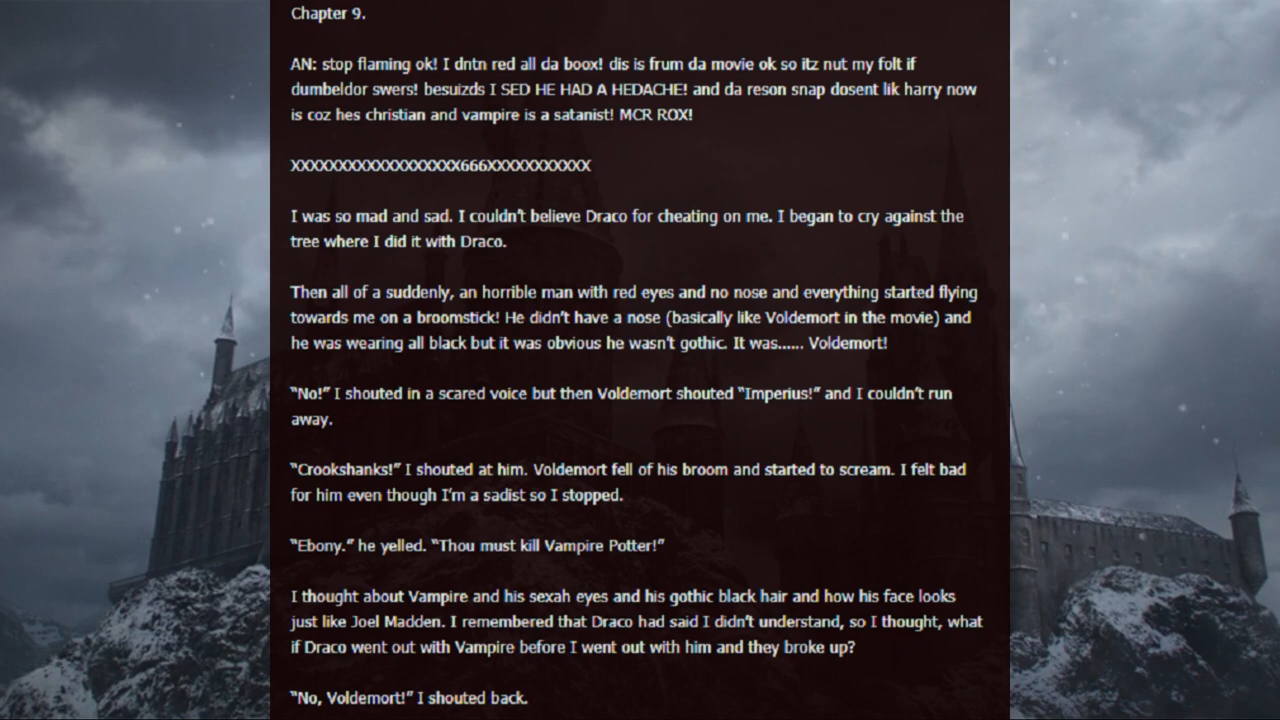 Chapter 9.
AN: stop flaming ok! I dntn red all da boox! dis is frum da movie ok so itz nut my folt if
dumbeldor swers! besuizds I SED HE HAD A HEDACHE! and da reson snap dosent lik harry now
is coz hes christian and vampire is a satanist! MCR ROX!
XXXXXXXXXXXXXXXXXX666XXXXXXXXXXX
I was so mad and sad. I couldn’t believe Draco for cheating on me. I began to cry against the
tree where I did it with Draco.
Then all of a suddenly, an horrible man with red eyes and no nose and everything started flying
towards me on a broomstick! He didn’t have a nose (basically like Voldemort in the movie) and
he was wearing all black but it was obvious he wasn’t gothic. It was...... Voldemort!
“No!” I shouted in a scared voice but then Voldemort shouted “Imperius!” and I couldn’t run
away.
“Crookshanks!” I shouted at him. Voldemort fell of his broom and started to scream. I felt bad
for him even though I’m a sadist so I stopped.
“Ebony.” he yelled. “Thou must kill Vampire Potter!”
I thought about Vampire and his sexah eyes and his gothic black hair and how his face looks
just like Joel Madden. I remembered that Draco had said I didn’t understand, so I thought, what
if Draco went out with Vampire before I went out with him and they broke up?
“No, Voldemort!” I shouted back.